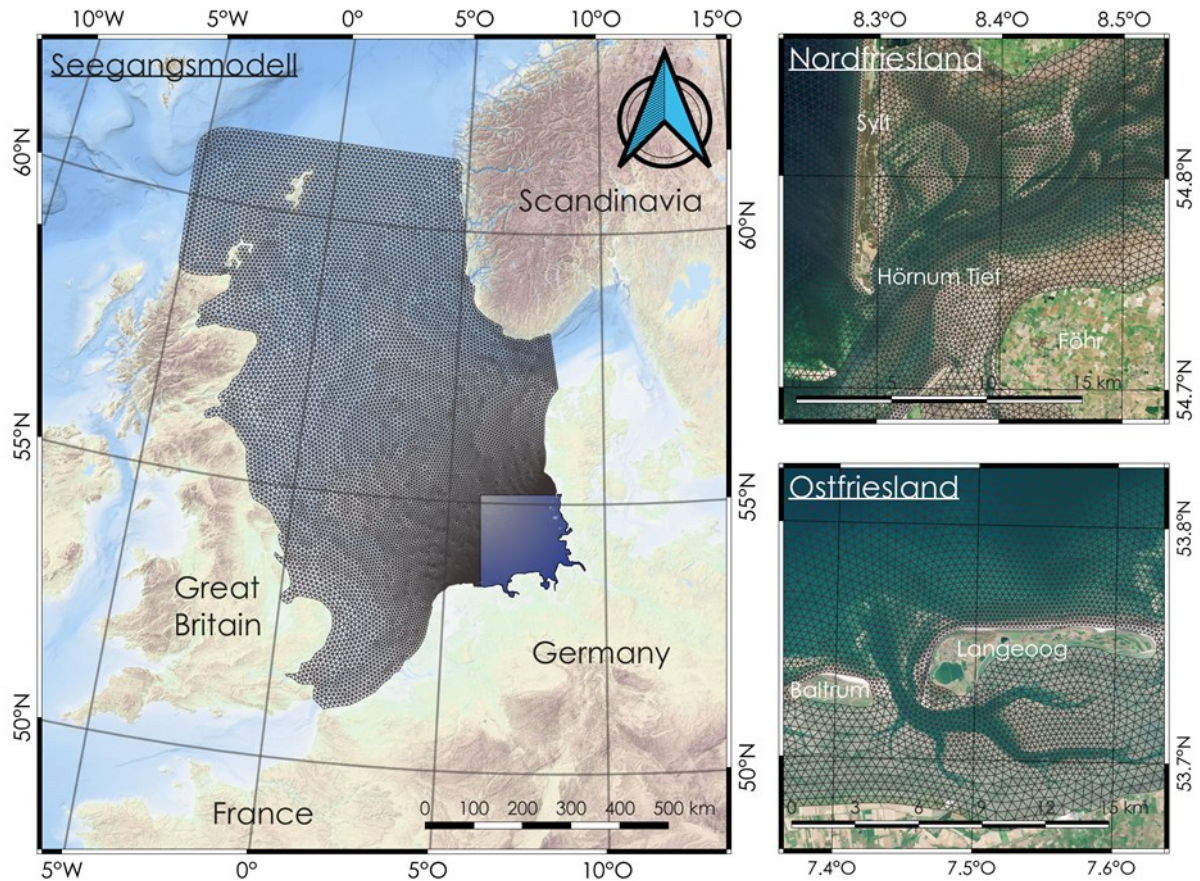 10°W 5°W 0° 5°O 10°O 15°O
Seegangsmodell
60°N
55°N
50°N
60°N
55°N
50°N
Scandinavia
Great
Britain
Germany
France
0 100 200 300 400 500 km
5°W 0° 5°O 10°O
8.3°O 8.4°O 8.5°O
Nordfriesland
Sylt
54.8°N
Hörnum Tief
Föhr
5 10 15 km
54.7°N
Ostfriesland
53.8°N
Langeoog
Baltrum
53.7°N
0 3 6 9 12 15 km
7.4°O 7.5°O 7.6°O